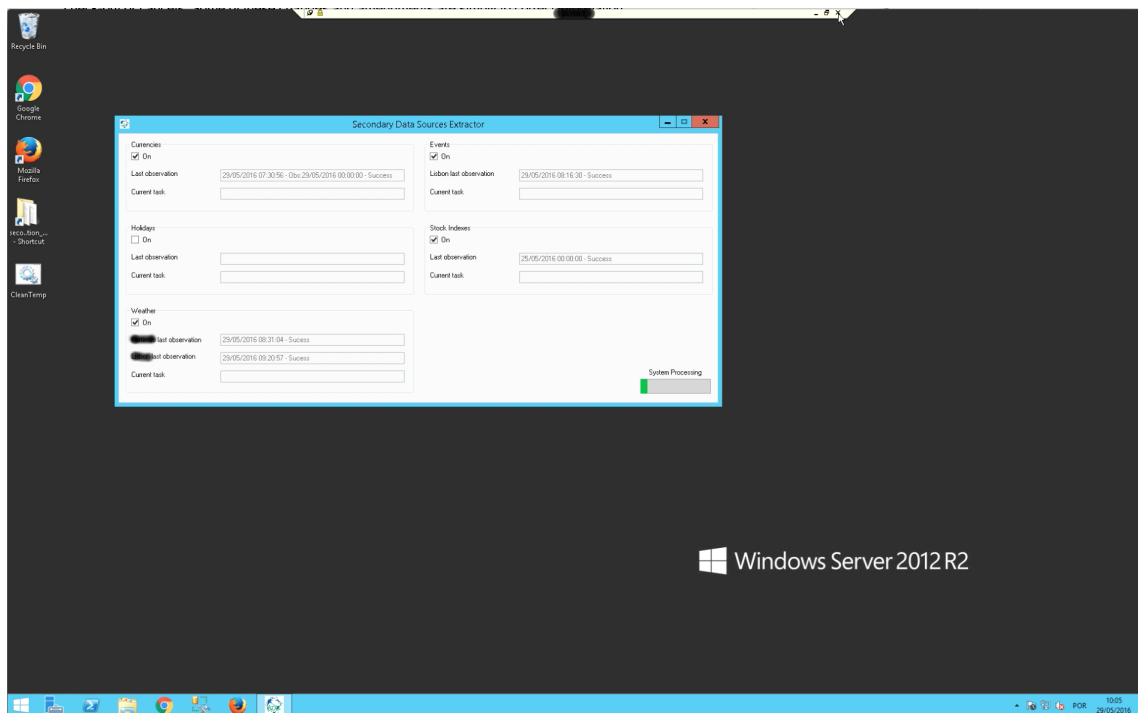 Recycle Bin
Google
Chrome
Mozilla
Firefox
seco..tion_...
- Shortcut
CleanTemp
Secondary Data Sources Extractor
Currencies
On
Last observation
29/05/2016 07:30:56 - Obs:29/05/2016 00:00:00 - Success
Current task
Events
On
Lisbon last observation
29/05/2016 08:16:30 - Success
Current task
Holidays
On
Last observation
Current task
Stock Indexes
On
Last observation
25/05/2016 00:00:00 - Success
Current task
Weather
On
last observation
29/05/2016 08:31:04 - Sucess
last observation
29/05/2016 09:20:57 - Sucess
Current task
System Processing
Windows Server 2012 R2
POR
10:05
29/05/2016